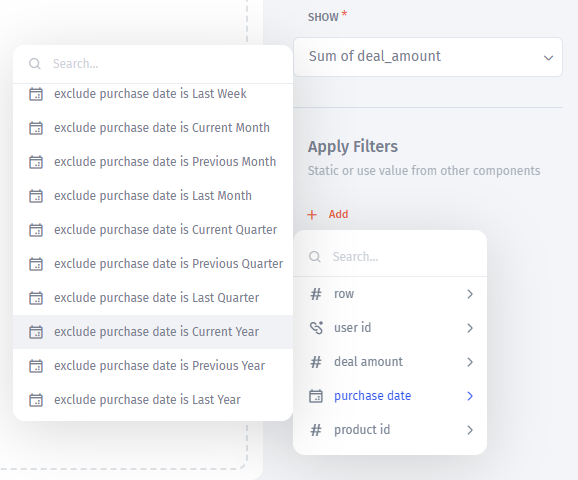 SHOW *
Sum of deal_amount
Apply Filters
Static or use value from other components
+ Add
Search...
row
user id
deal amount
purchase date
product id
Search...
exclude purchase date is Last Week
exclude purchase date is Current Month
exclude purchase date is Previous Month
exclude purchase date is Last Month
exclude purchase date is Current Quarter
exclude purchase date is Previous Quarter
exclude purchase date is Last Quarter
exclude purchase date is Current Year
exclude purchase date is Previous Year
exclude purchase date is Last Year